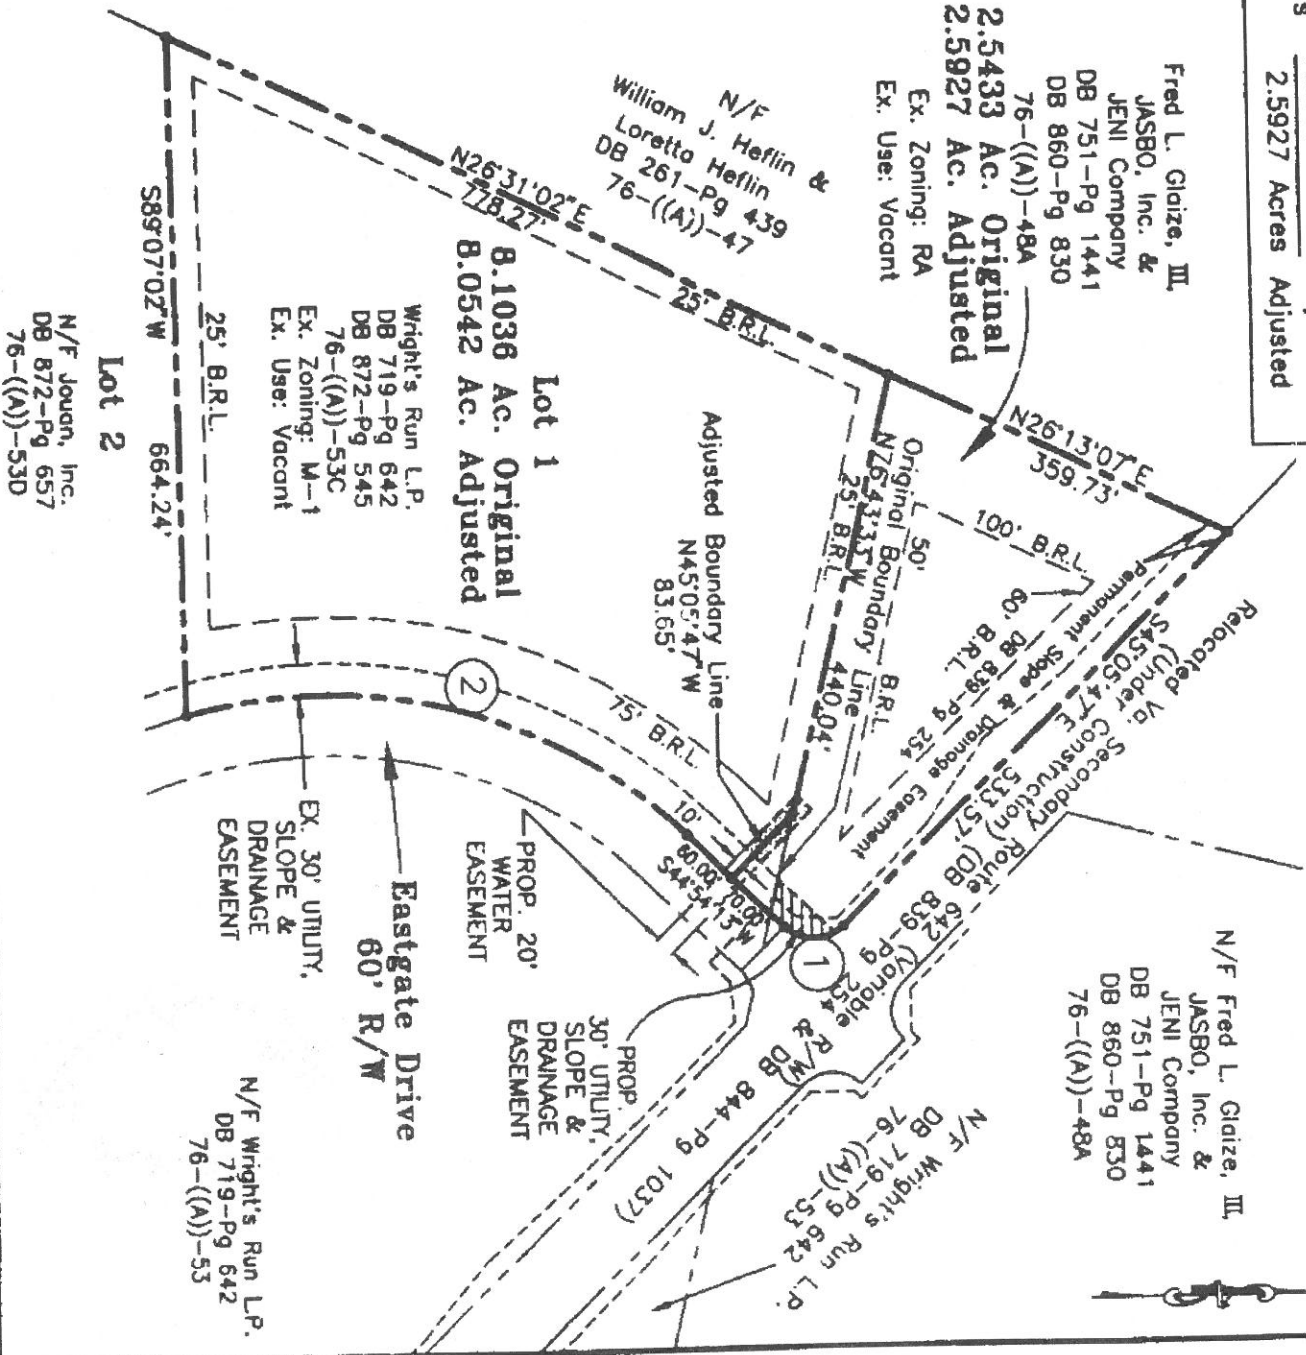 2.5927 Acres Adjusted
Fred L. Glaize, III,
JASBO, Inc. &
JENI Company
DB 751-Pg 1441
DB 860-Pg 830
76-((A))-48A
2.5433 Ac. Original
2.5927 Ac. Adjusted
Ex. Zoning: RA
Ex. Use: Vacant
N/F
William J. Heflin &
Loretta Heflin
DB 261-Pg 439
76-((A))-47
N26°31'02"E
778.27'
25' B.R.L.
N26°13'07"E
359.73'
100' B.R.L.
60' B.R.L.
50' B.R.L.
Original Boundary Line
N76°43'33"W 440.04'
25' B.R.L.
Adjusted Boundary Line
N45°05'47"W
83.65'
Permanent Slope & Drainage Easement
DB 839-Pg 254
S45°05'47"E 533.57'
Relocated Va. Secondary Route 642 (Variable R/W)
(Under Construction) (DB 839-Pg 254 & DB 844-Pg 1037)
N/F Fred L. Glaize, III,
JASBO, Inc. &
JENI Company
DB 751-Pg 1441
DB 860-Pg 830
76-((A))-48A
N/F Wright's Run L.P.
DB 719-Pg 642
76-((A))-53
Lot 1
8.1036 Ac. Original
8.0542 Ac. Adjusted
Wright's Run L.P.
DB 719-Pg 642
DB 872-Pg 545
76-((A))-53C
Ex. Zoning: M-1
Ex. Use: Vacant
25' B.R.L.
S89°07'02"W 664.24'
Lot 2
N/F Jouan, Inc.
DB 872-Pg 657
76-((A))-53D
75' B.R.L.
10'
60.00' 70.00'
S44°54'13"W
1
2
PROP. 20'
WATER
EASEMENT
EX. 30' UTILITY,
SLOPE &
DRAINAGE
EASEMENT
Eastgate Drive
60' R/W
PROP.
30' UTILITY,
SLOPE &
DRAINAGE
EASEMENT
N/F Wright's Run L.P.
DB 719-Pg 642
76-((A))-53